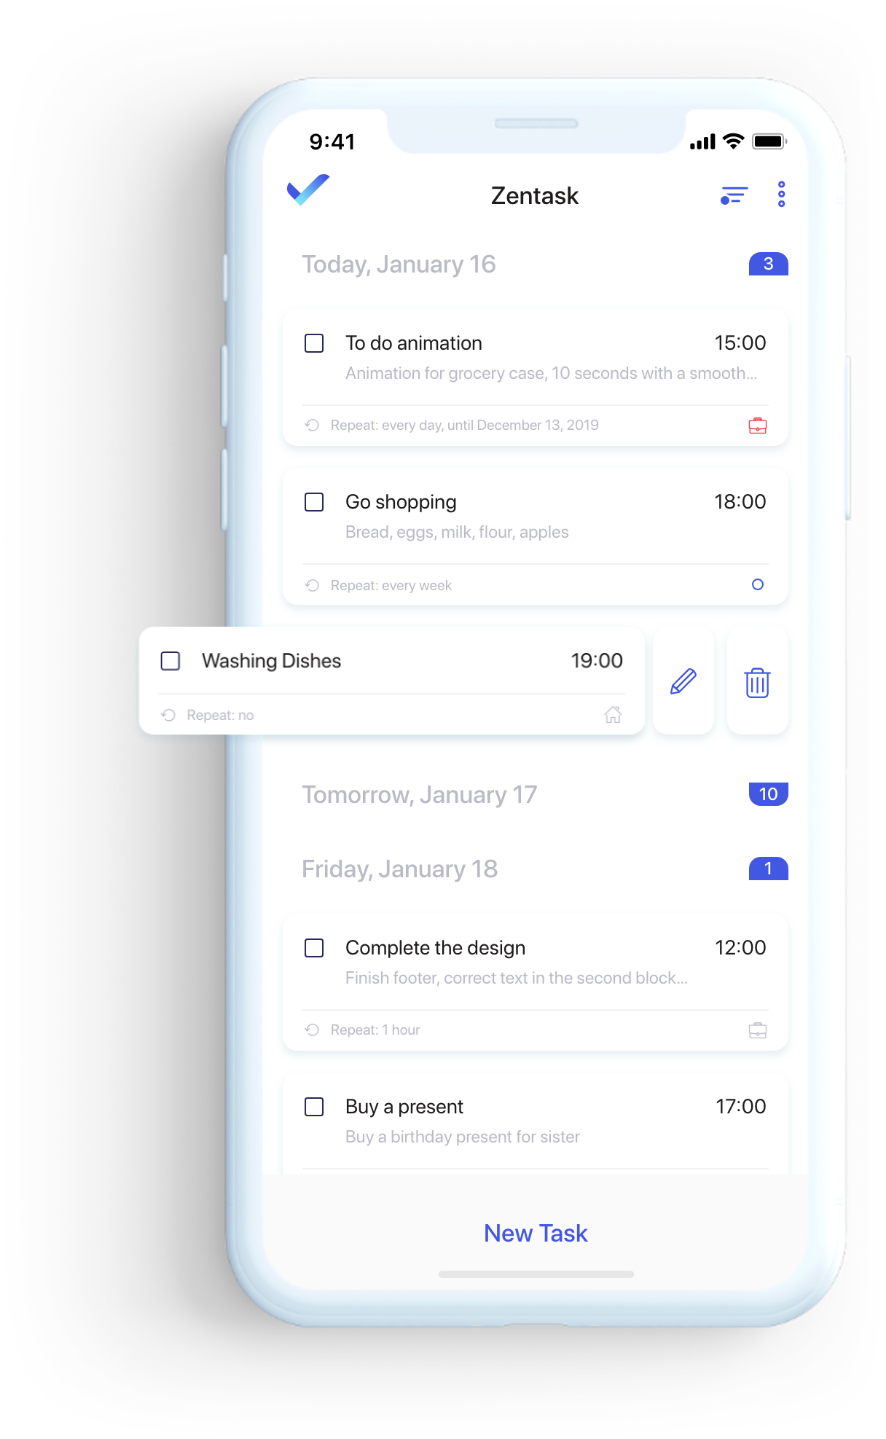 9:41
Zentask
Today, January 16 3
To do animation 15:00
Animation for grocery case, 10 seconds with a smooth...
Repeat: every day, until December 13, 2019
Go shopping 18:00
Bread, eggs, milk, flour, apples
Repeat: every week
Washing Dishes 19:00
Repeat: no
Tomorrow, January 17 10
Friday, January 18 1
Complete the design 12:00
Finish footer, correct text in the second block...
Repeat: 1 hour
Buy a present 17:00
Buy a birthday present for sister
New Task